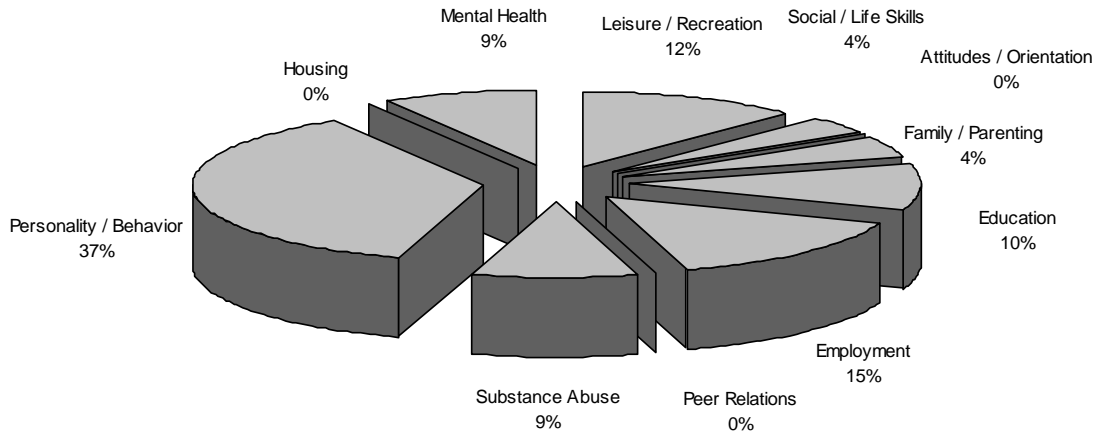 Mental Health
9%
Leisure / Recreation
12%
Social / Life Skills
4%
Attitudes / Orientation
0%
Housing
0%
Family / Parenting
4%
Personality / Behavior
37%
Education
10%
Employment
15%
Substance Abuse
9%
Peer Relations
0%